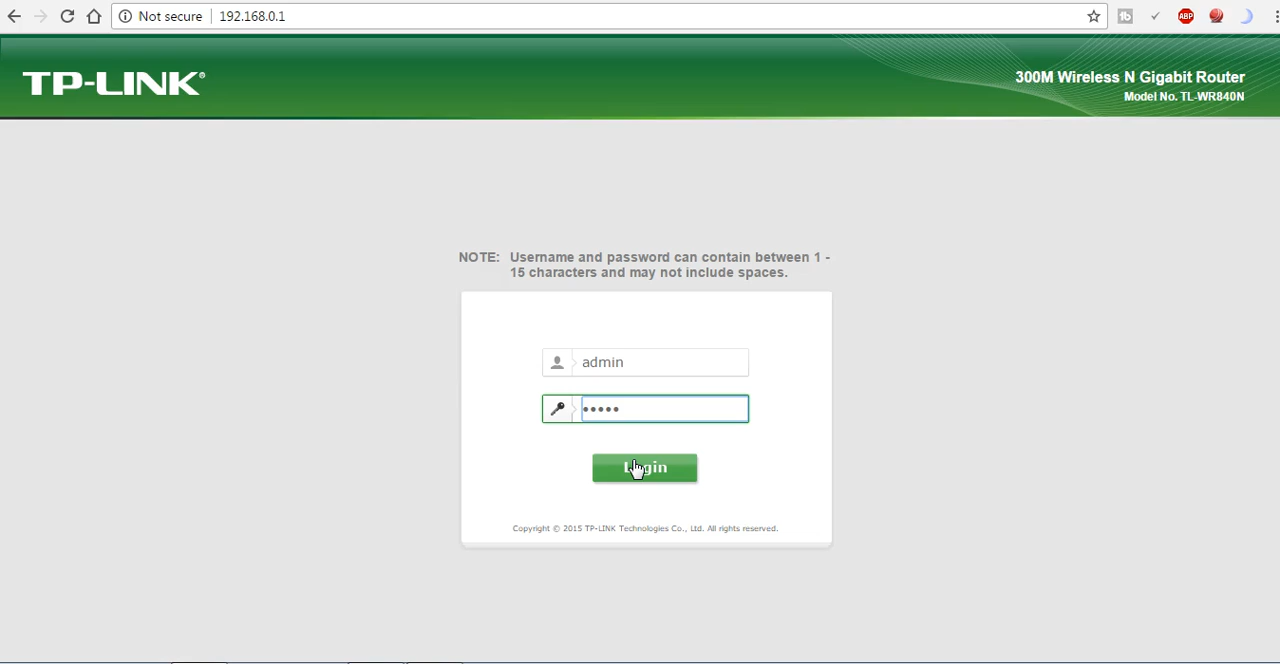 Not secure 192.168.0.1
TP-LINK®
300M Wireless N Gigabit Router
Model No. TL-WR840N
NOTE: Username and password can contain between 1 -
15 characters and may not include spaces.
admin
•••••
Login
Copyright © 2015 TP-LINK Technologies Co., Ltd. All rights reserved.